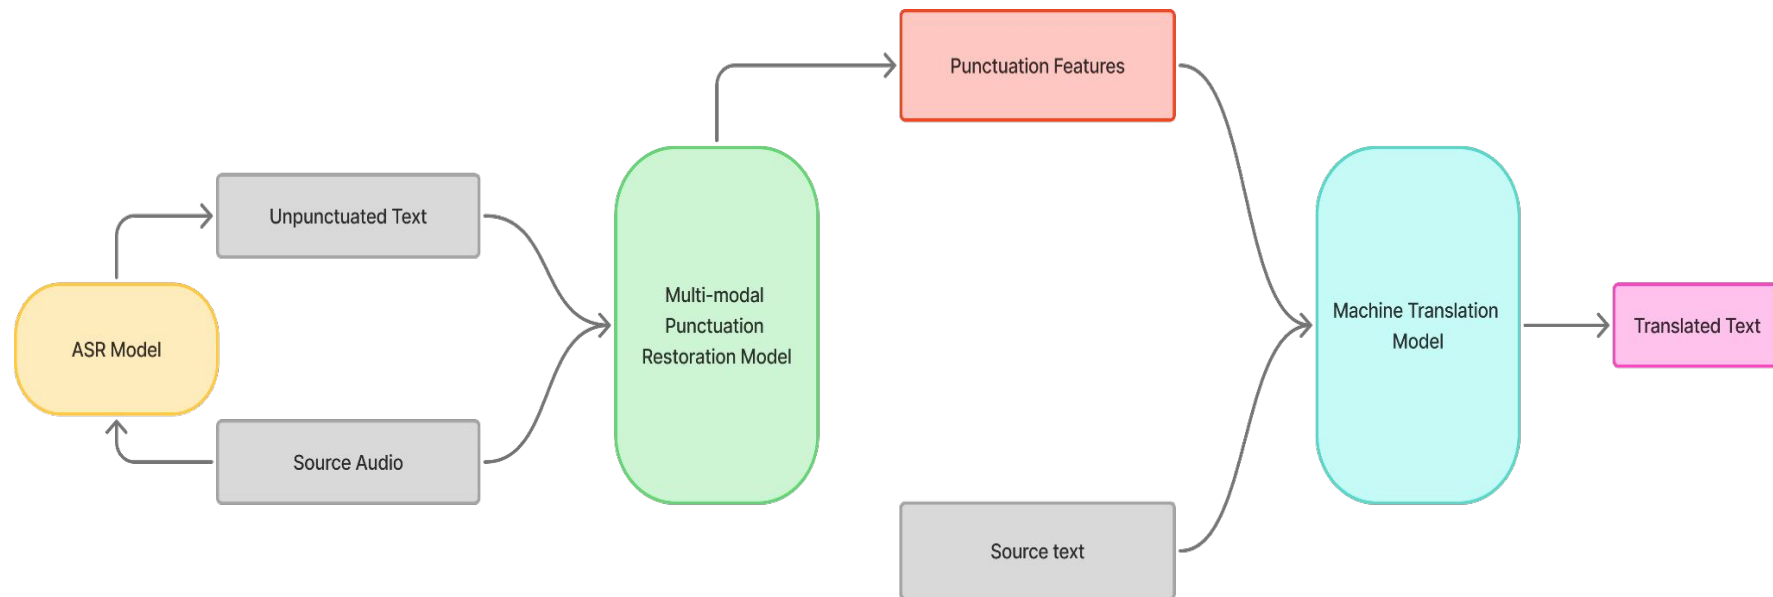 Punctuation Features
Unpunctuated Text
Multi-modal
Punctuation
Restoration Model
Machine Translation
Model
Translated Text
ASR Model
Source Audio
Source text